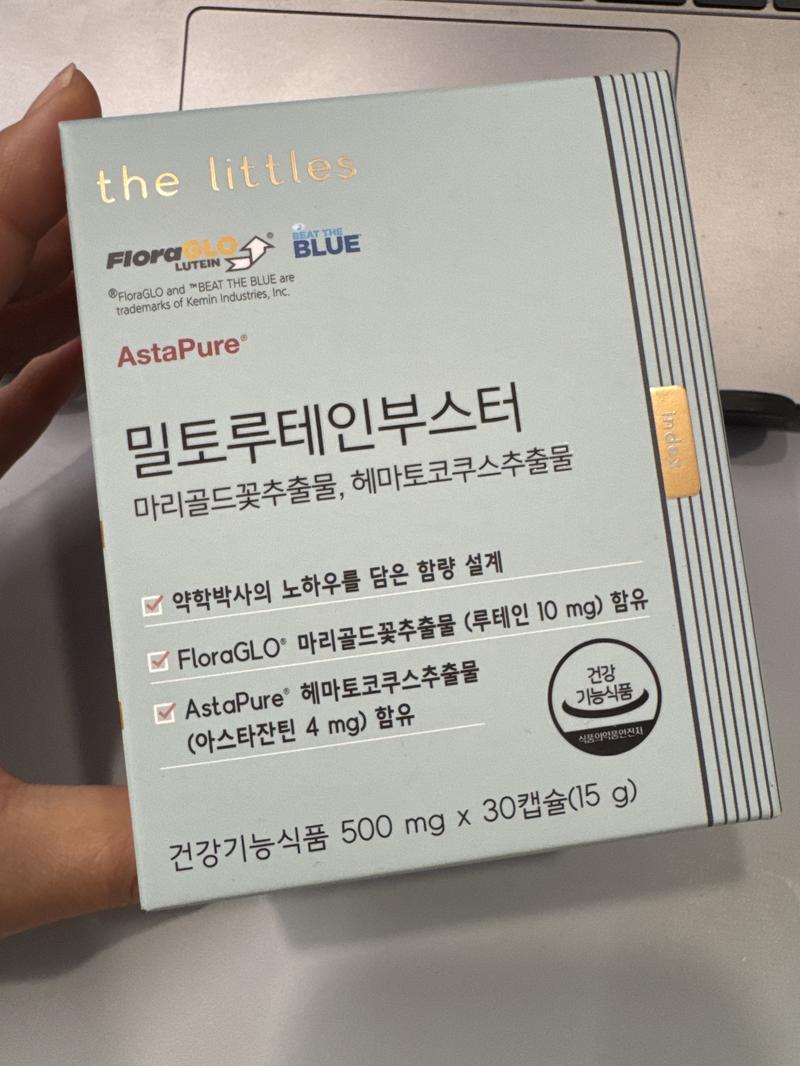 the littles
FloraGLO®
LUTEIN
BEAT THE
BLUE™
®FloraGLO and ™BEAT THE BLUE are
trademarks of Kemin Industries, Inc.
AstaPure®
밀토루테인부스터
마리골드꽃추출물, 헤마토코쿠스추출물
약학박사의 노하우를 담은 함량 설계
FloraGLO® 마리골드꽃추출물 (루테인 10 mg) 함유
AstaPure® 헤마토코쿠스추출물
(아스타잔틴 4 mg) 함유
건강
기능식품
식품의약품안전처
건강기능식품 500 mg x 30캡슐(15 g)
index